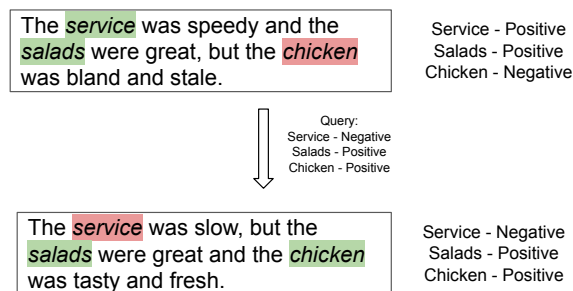 The service was speedy and the
salads were great, but the chicken
was bland and stale.
Service - Positive
Salads - Positive
Chicken - Negative
Query:
Service - Negative
Salads - Positive
Chicken - Positive
The service was slow, but the
salads were great and the chicken
was tasty and fresh.
Service - Negative
Salads - Positive
Chicken - Positive